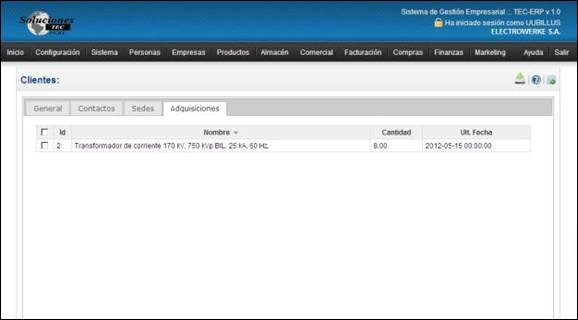 Soluciones
TEC
PERU
Sistema de Gestión Empresarial .:. TEC-ERP v 1.0
Ha iniciado sesión como UUBILLUS
ELECTROWERKE S.A.
Inicio Configuración Sistema Personas Empresas Productos Almacén Comercial Facturación Compras Finanzas Marketing Ayuda Salir
Clientes:
General Contactos Sedes Adquisiciones
Id Nombre Cantidad Ult. Fecha
2 Transformador de corriente 170 kV, 750 kVp BIL, 25 kA, 60 Hz. 8.00 2012-05-15 00:00:00